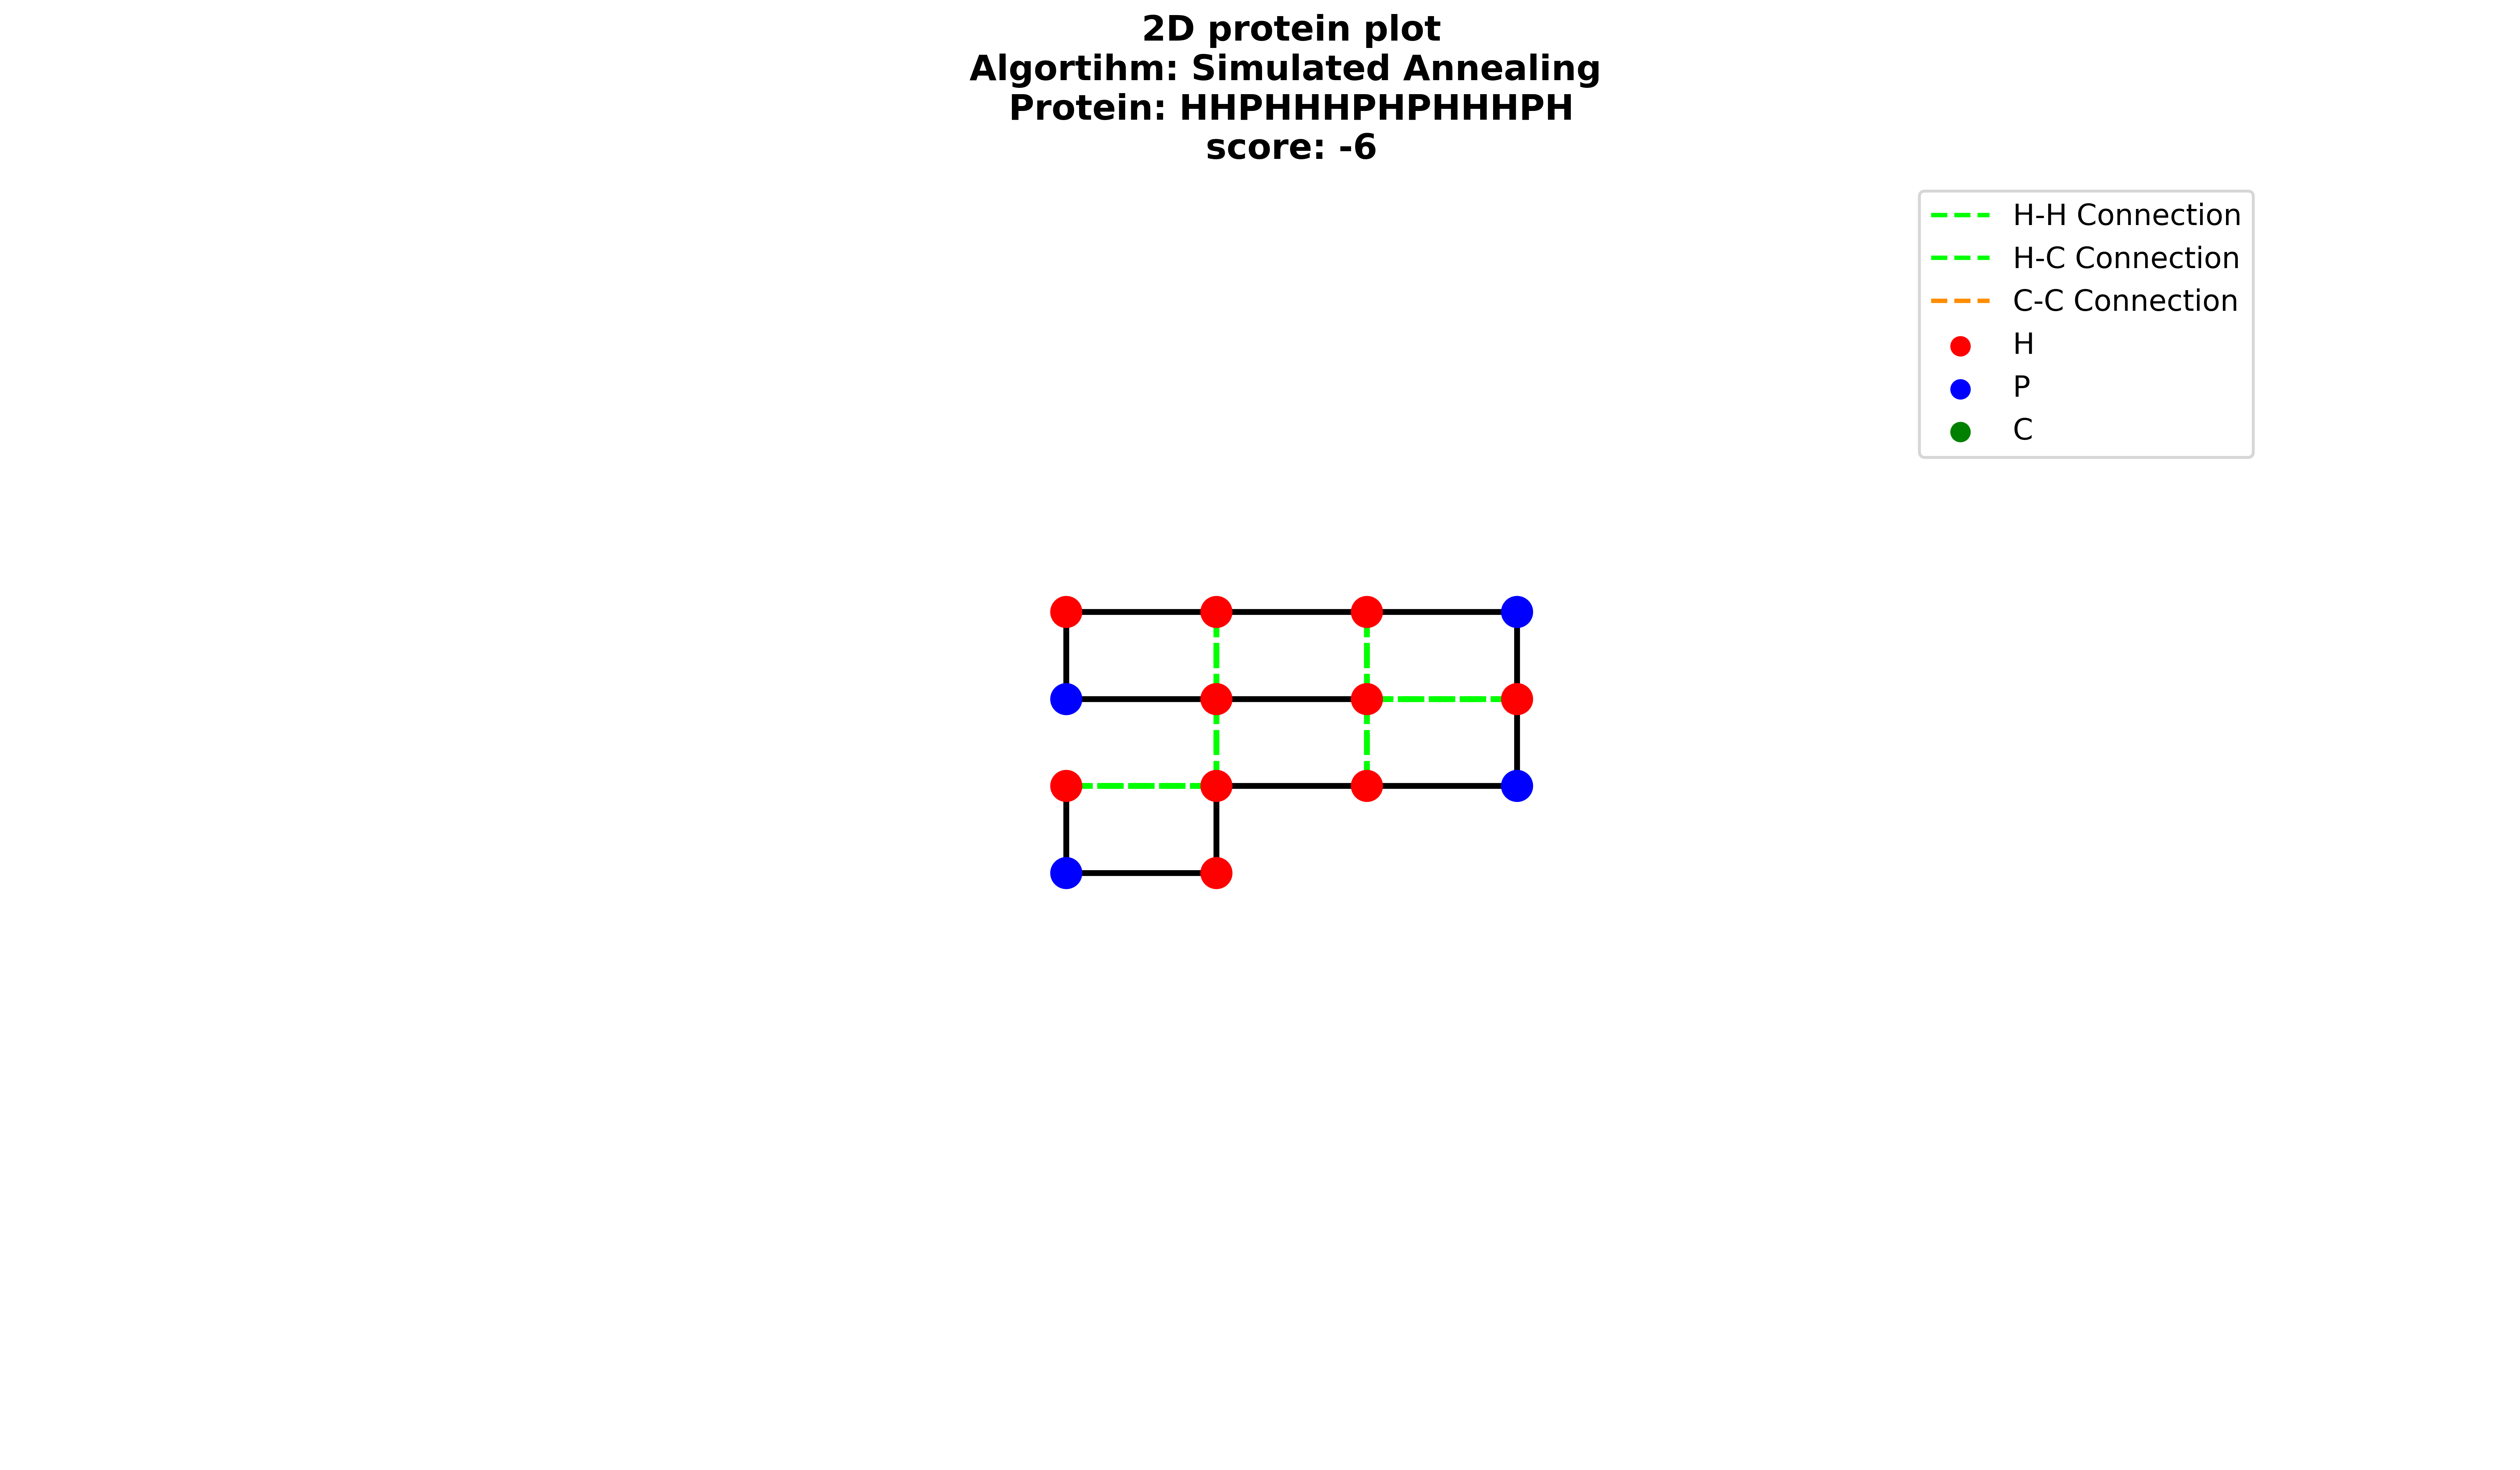 2D protein plot
Algortihm: Simulated Annealing
Protein: HHPHHHPHPHHHPH
score: -6
H-H Connection
H-C Connection
C-C Connection
H
P
C